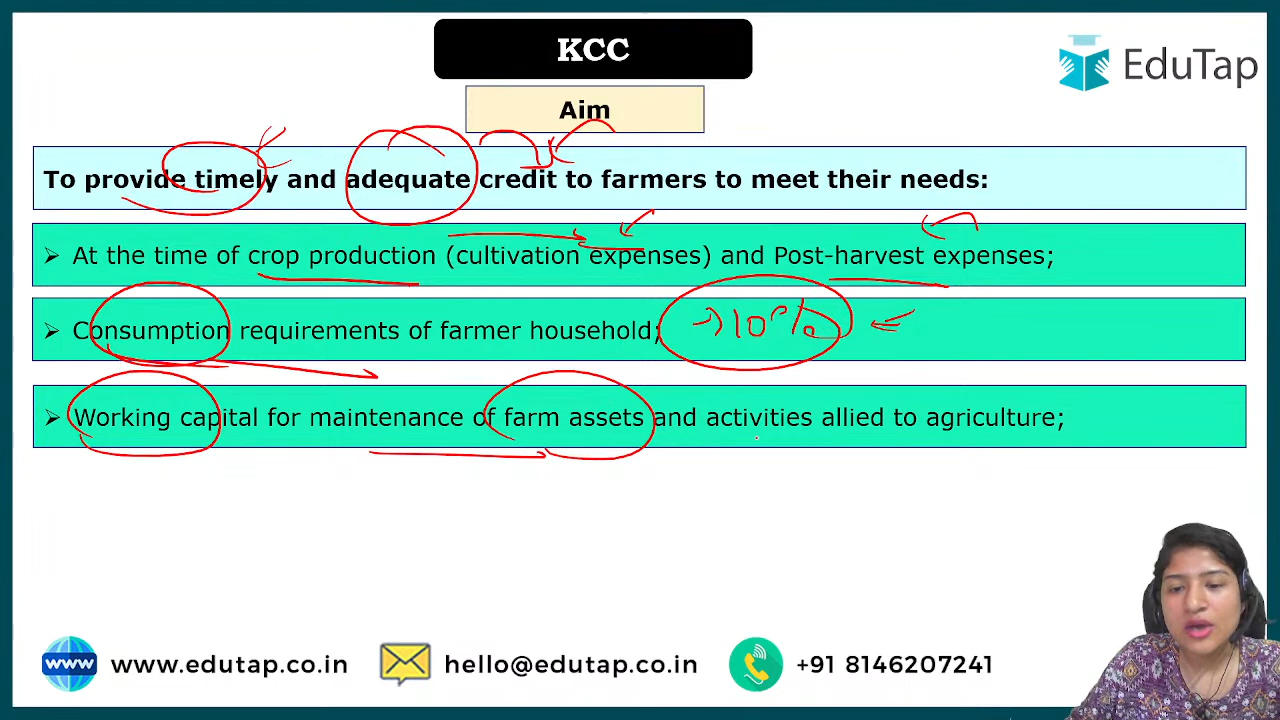 KCC
EduTap
Aim
To provide timely and adequate credit to farmers to meet their needs:
➢ At the time of crop production (cultivation expenses) and Post-harvest expenses;
➢ Consumption requirements of farmer household; →10%
➢ Working capital for maintenance of farm assets and activities allied to agriculture;
www www.edutap.co.in hello@edutap.co.in +91 8146207241